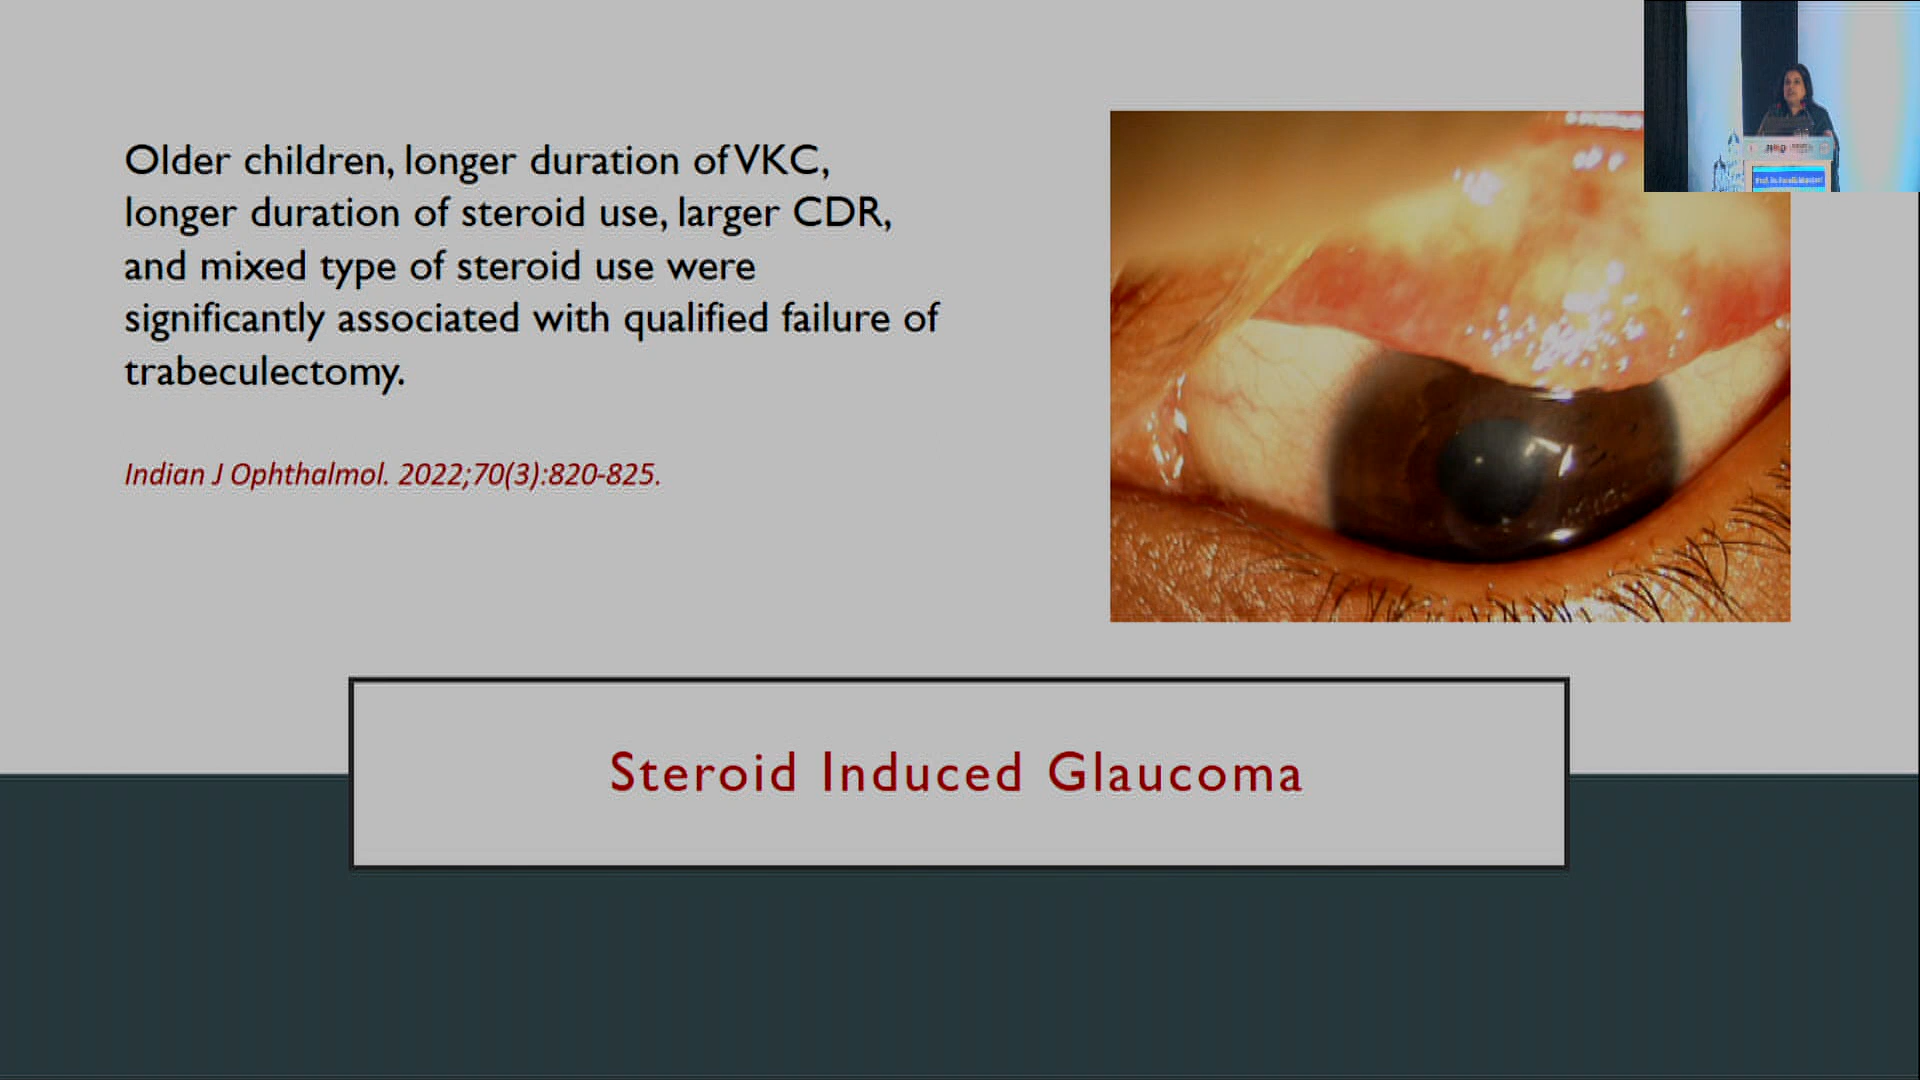 Older children, longer duration of VKC,
longer duration of steroid use, larger CDR,
and mixed type of steroid use were
significantly associated with qualified failure of
trabeculectomy.
Indian J Ophthalmol. 2022;70(3):820-825.
Steroid Induced Glaucoma